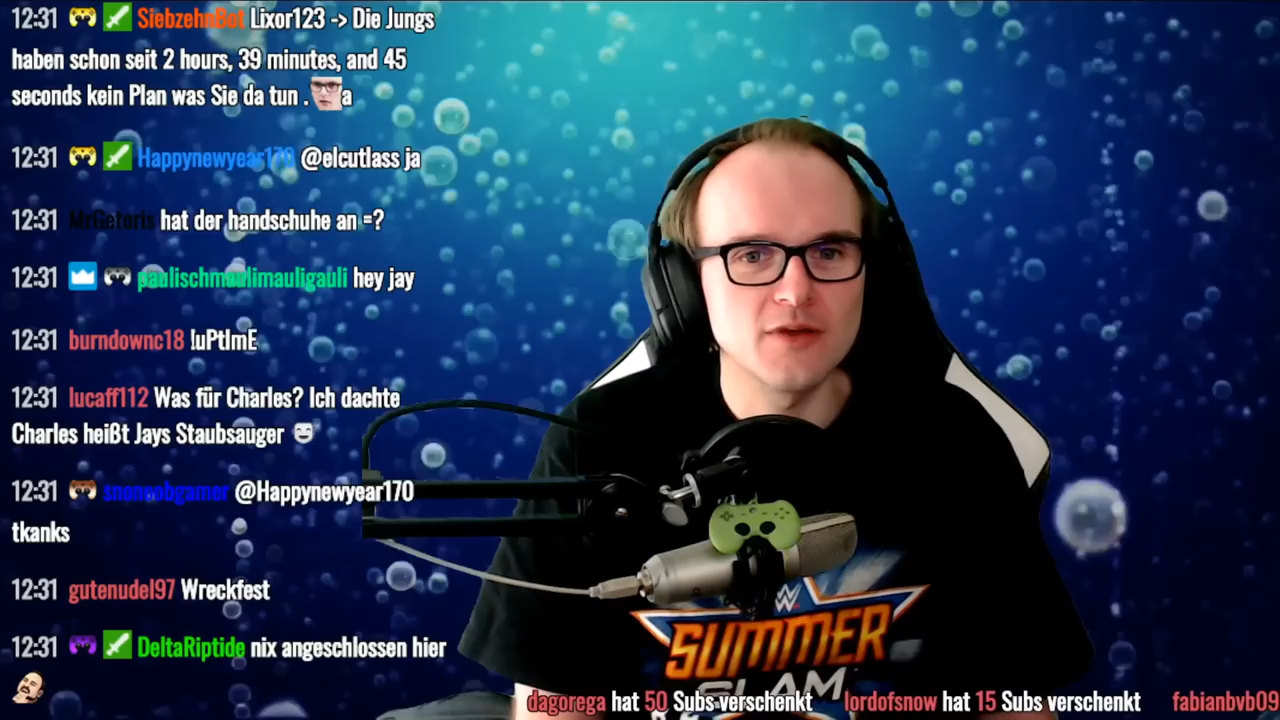 12:31 SiebzehnBot Lixor123 -> Die Jungs
haben schon seit 2 hours, 39 minutes, and 45
seconds kein Plan was Sie da tun . a
12:31 Happynewyear170 @elcutlass ja
12:31 MrGetoris hat der handschuhe an =?
12:31 paulischmaulimauligauli hey jay
12:31 burndownc18 !uPtImE
12:31 lucaff112 Was für Charles? Ich dachte
Charles heißt Jays Staubsauger
12:31 snonoobgamer @Happynewyear170
tkanks
12:31 gutenudel97 Wreckfest
12:31 DeltaRiptide nix angeschlossen hier
W
SUMMER
SLAM
dagorega hat 50 Subs verschenkt lordofsnow hat 15 Subs verschenkt fabianbvb09